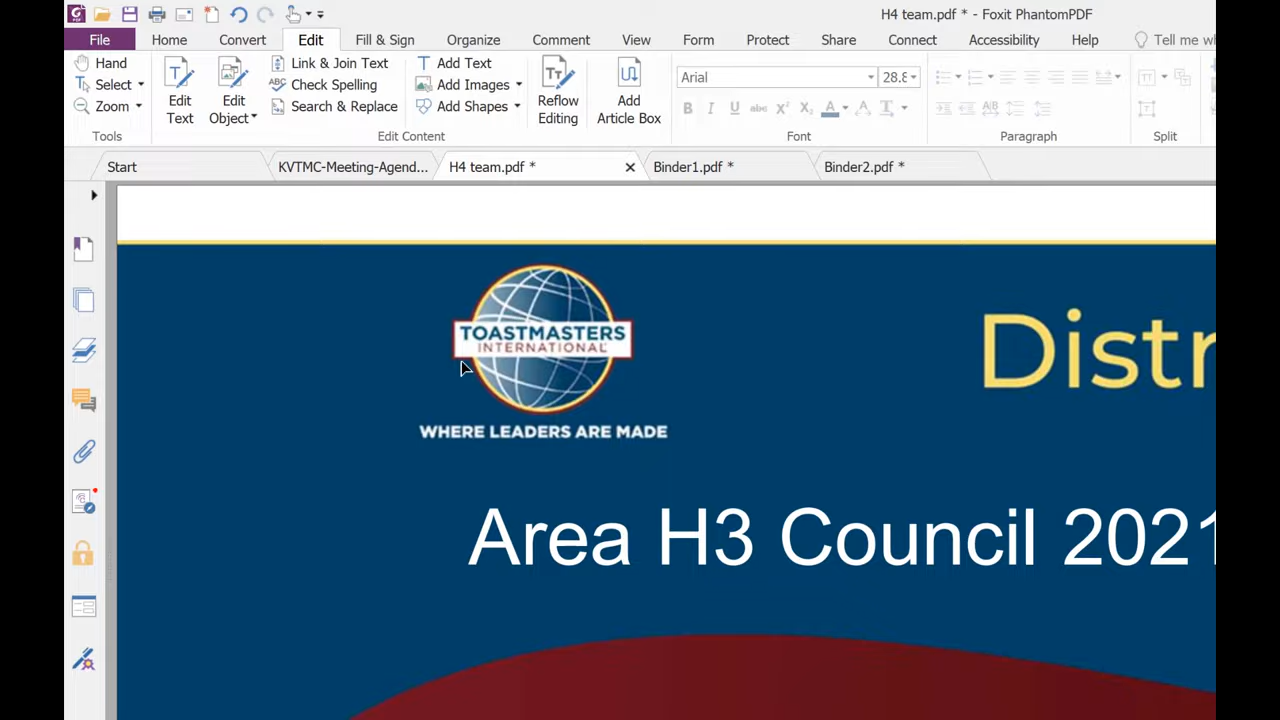 H4 team.pdf * - Foxit PhantomPDF
File Home Convert Edit Fill & Sign Organize Comment View Form Protect Share Connect Accessibility Help Tell me w
Hand
Select
Zoom
Tools
Edit
Text
Edit
Object
Link & Join Text
Check Spelling
Search & Replace
Add Text
Add Images
Add Shapes
Edit Content
Reflow
Editing
Add
Article Box
Arial 28.8
Font
Paragraph
Split
Start KVTMC-Meeting-Agend... H4 team.pdf * Binder1.pdf * Binder2.pdf *
TOASTMASTERS
INTERNATIONAL
WHERE LEADERS ARE MADE
Distr
Area H3 Council 2021